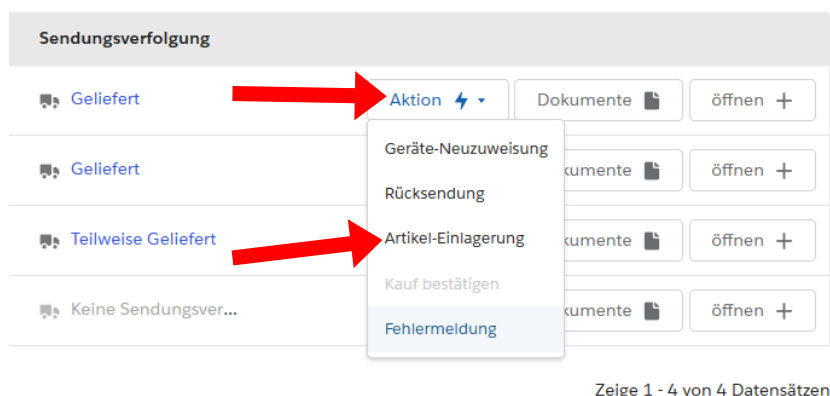 Sendungsverfolgung
Geliefert Aktion Dokumente öffnen
Geräte-Neuzuweisung
Geliefert kumente öffnen
Rücksendung
Teilweise Geliefert Artikel-Einlagerung kumente öffnen
Kauf bestätigen
Keine Sendungsver... kumente öffnen
Fehlermeldung
Zeige 1 - 4 von 4 Datensätzen